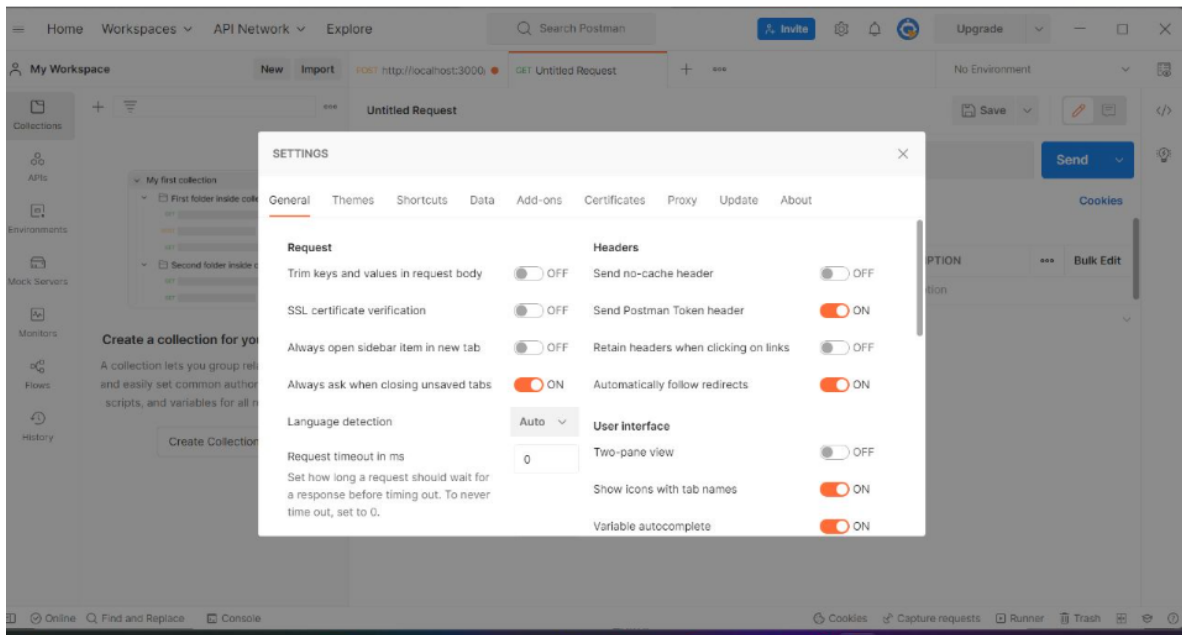 Home Workspaces API Network Explore Search Postman Invite Upgrade
My Workspace New Import POST http://localhost:3000/ GET Untitled Request No Environment
Collections
Untitled Request Save
APIs
Send
My first collection
First folder inside colle
Cookies
Environments
Second folder inside c
PTION Bulk Edit
tion
Mock Servers
Monitors
Create a collection for you
A collection lets you group rela
Flows
and easily set common author
scripts, and variables for all r
History
Create Collection
SETTINGS
General Themes Shortcuts Data Add-ons Certificates Proxy Update About
Request
Trim keys and values in request body OFF
SSL certificate verification OFF
Always open sidebar item in new tab OFF
Always ask when closing unsaved tabs ON
Language detection Auto
Request timeout in ms 0
Set how long a request should wait for
a response before timing out. To never
time out, set to 0.
Headers
Send no-cache header OFF
Send Postman Token header ON
Retain headers when clicking on links OFF
Automatically follow redirects ON
User interface
Two-pane view OFF
Show icons with tab names ON
Variable autocomplete ON
Online Find and Replace Console Cookies Capture requests Runner Trash